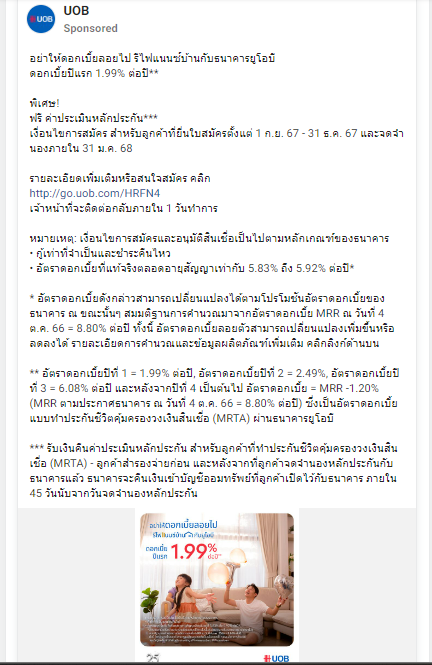 UOB
UOB
Sponsored
อย่าให้ดอกเบี้ยลอยไป รีไฟแนนซ์บ้านกับธนาคารยูโอบี
ดอกเบี้ยปีแรก 1.99% ต่อปี**
พิเศษ!
ฟรี ค่าประเมินหลักประกัน***
เงื่อนไขการสมัคร สำหรับลูกค้าที่ยื่นใบสมัครตั้งแต่ 1 ก.ย. 67 - 31 ธ.ค. 67 และจดจำ
นองภายใน 31 ม.ค. 68
รายละเอียดเพิ่มเติมหรือสนใจสมัคร คลิก
http://go.uob.com/HRFN4
เจ้าหน้าที่จะติดต่อกลับภายใน 1 วันทำการ
หมายเหตุ: เงื่อนไขการสมัครและอนุมัติสินเชื่อเป็นไปตามหลักเกณฑ์ของธนาคาร
• กู้เท่าที่จำเป็นและชำระคืนไหว
• อัตราดอกเบี้ยที่แท้จริงตลอดอายุสัญญาเท่ากับ 5.83% ถึง 5.92% ต่อปี*
* อัตราดอกเบี้ยดังกล่าวสามารถเปลี่ยนแปลงได้ตามโปรโมชันอัตราดอกเบี้ยของ
ธนาคาร ณ ขณะนั้นๆ สมมติฐานการคำนวณมาจากอัตราดอกเบี้ย MRR ณ วันที่ 4
ต.ค. 66 = 8.80% ต่อปี ทั้งนี้ อัตราดอกเบี้ยลอยตัวสามารถเปลี่ยนแปลงเพิ่มขึ้นหรือ
ลดลงได้ รายละเอียดการคำนวณและข้อมูลผลิตภัณฑ์เพิ่มเติม คลิกลิงก์ด้านบน
** อัตราดอกเบี้ยปีที่ 1 = 1.99% ต่อปี, อัตราดอกเบี้ยปีที่ 2 = 2.49%, อัตราดอกเบี้ยปี
ที่ 3 = 6.08% ต่อปี และหลังจากปีที่ 4 เป็นต้นไป อัตราดอกเบี้ย = MRR -1.20%
(MRR ตามประกาศธนาคาร ณ วันที่ 4 ต.ค. 66 = 8.80% ต่อปี) ซึ่งเป็นอัตราดอกเบี้ย
แบบทำประกันชีวิตคุ้มครองวงเงินสินเชื่อ (MRTA) ผ่านธนาคารยูโอบี
*** รับเงินคืนค่าประเมินหลักประกัน สำหรับลูกค้าที่ทำประกันชีวิตคุ้มครองวงเงินสิน
เชื่อ (MRTA) - ลูกค้าสำรองจ่ายก่อน และหลังจากที่ลูกค้าจดจำนองหลักประกันกับ
ธนาคารแล้ว ธนาคารจะคืนเงินเข้าบัญชีออมทรัพย์ที่ลูกค้าเปิดไว้กับธนาคาร ภายใน
45 วันนับจากวันจดจำนองหลักประกัน
อย่าให้ดอกเบี้ยลอยไป
รีไฟแนนซ์บ้านกับยูโอบี
ดอกเบี้ย
ปีแรก 1.99% ต่อปี**
UOB